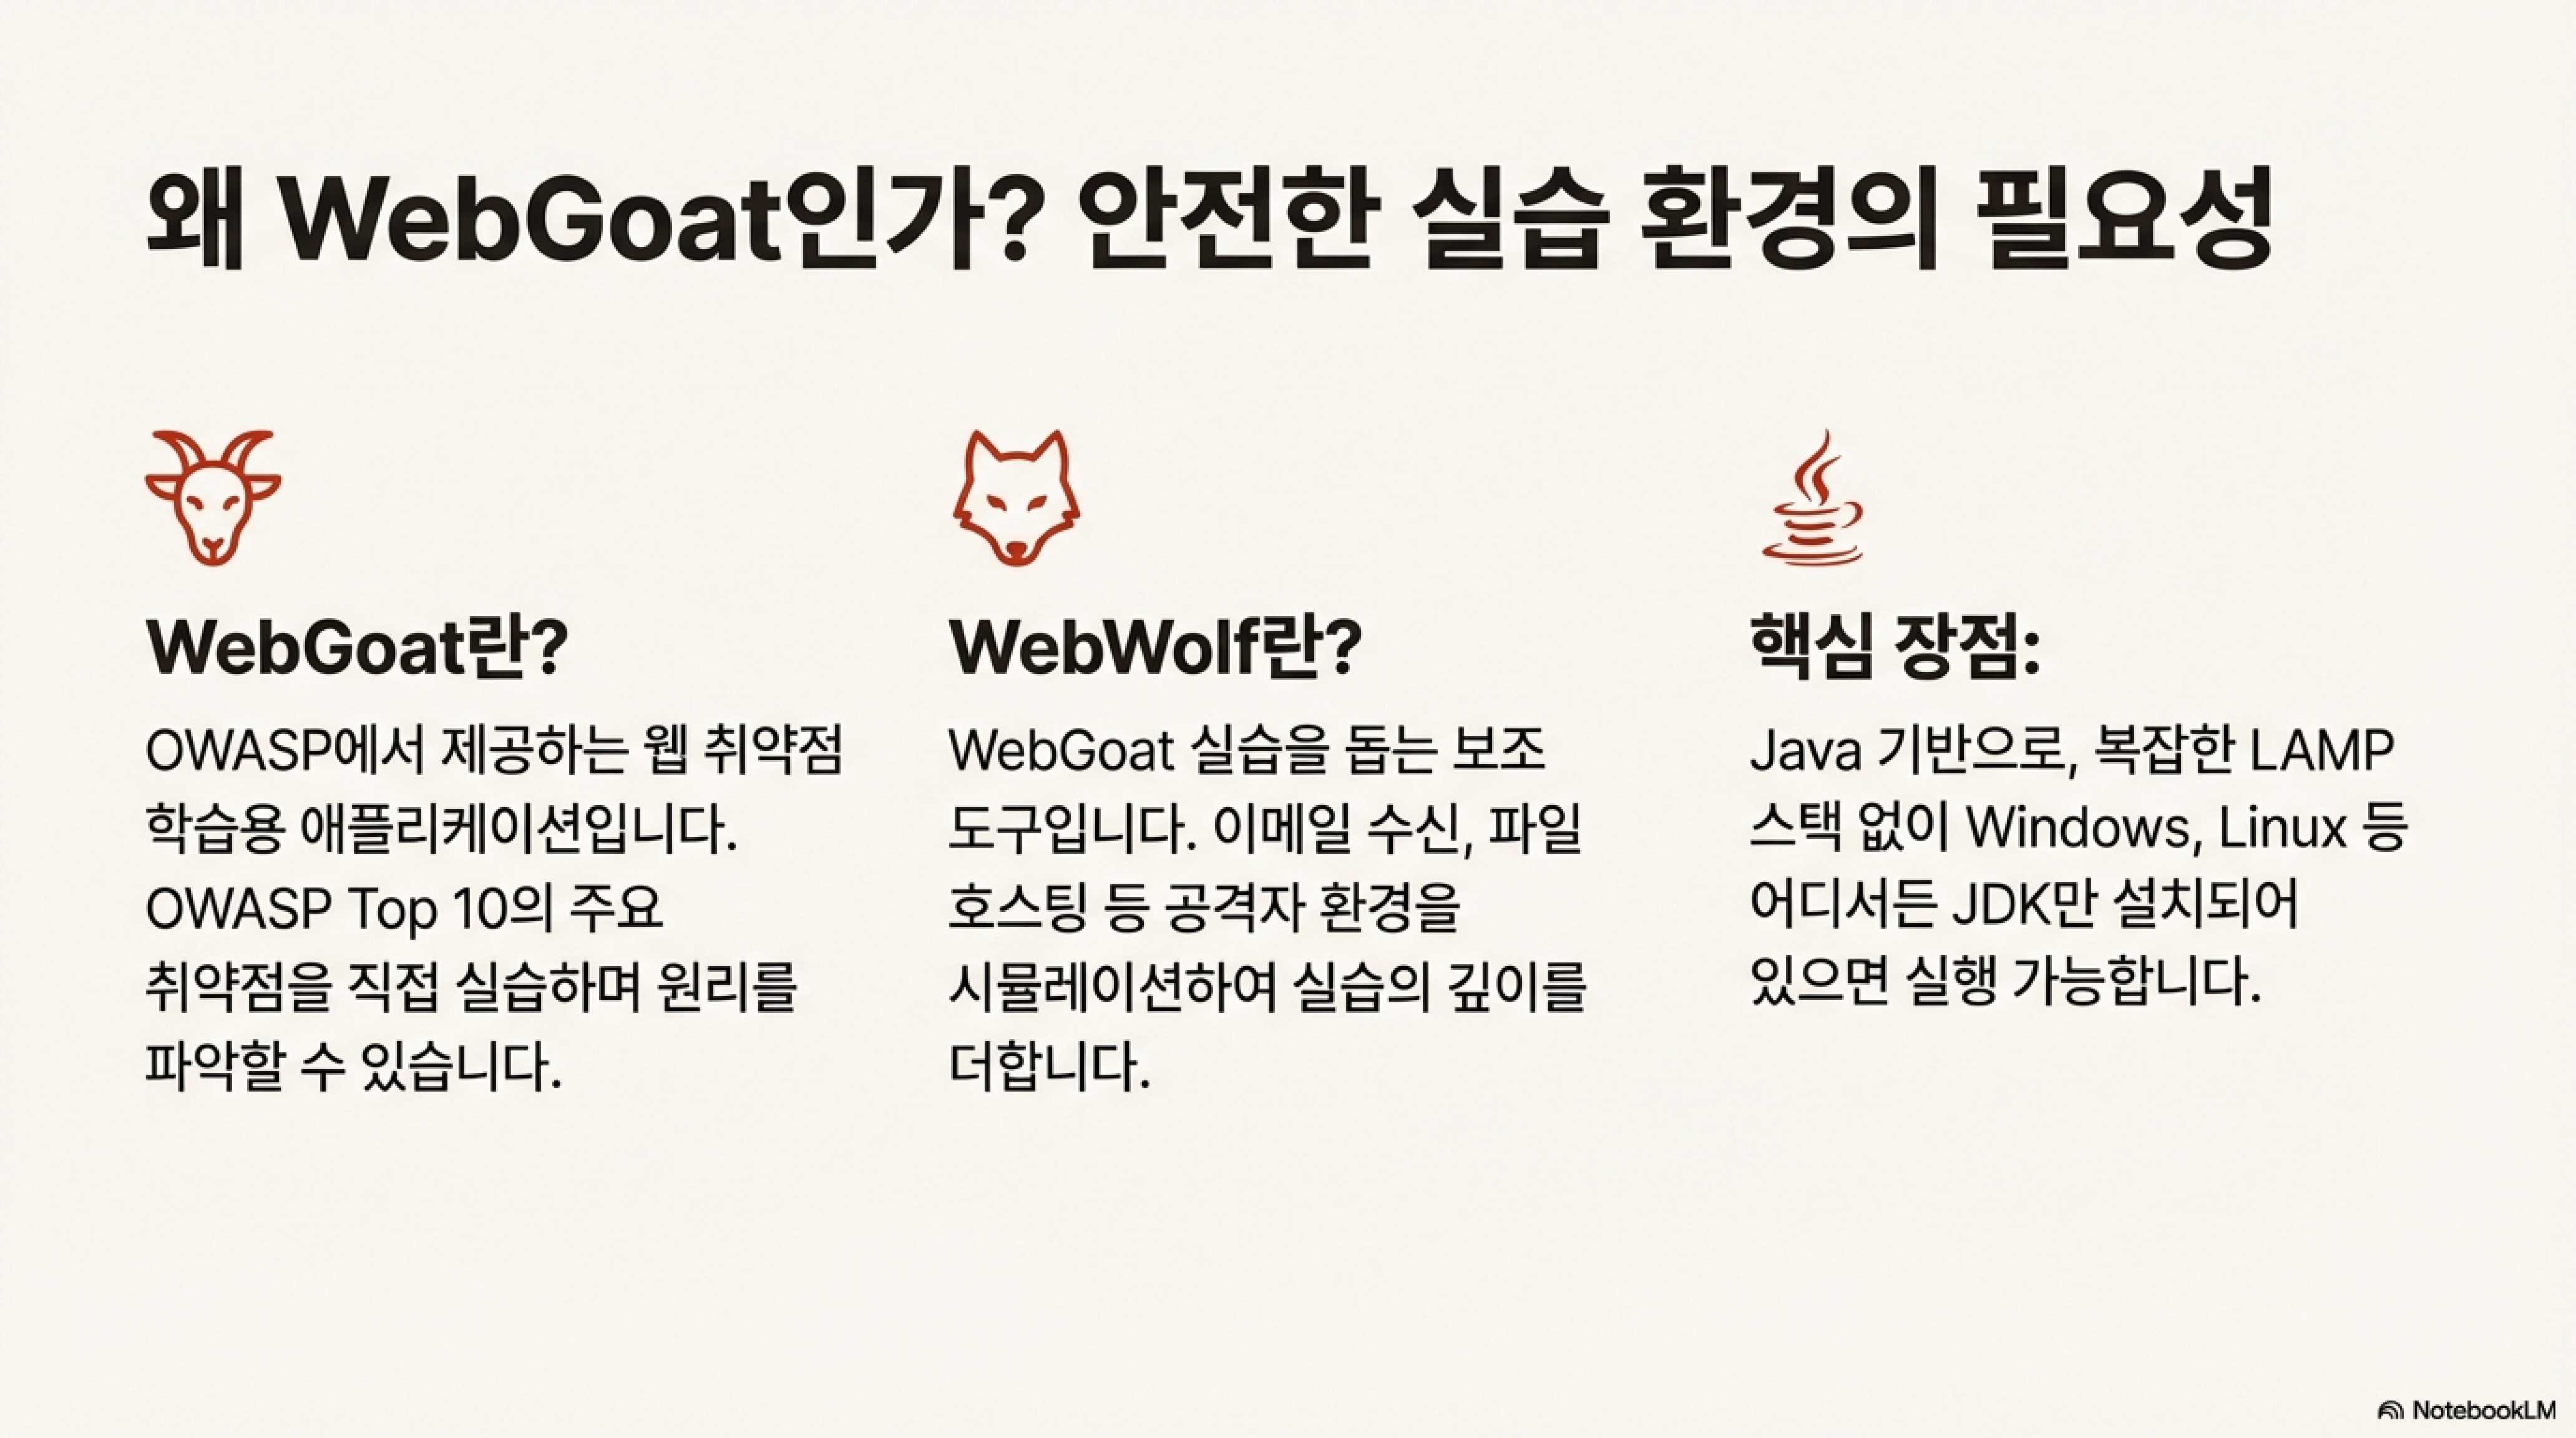 왜 WebGoat인가? 안전한 실습 환경의 필요성
WebGoat란?
OWASP에서 제공하는 웹 취약점
학습용 애플리케이션입니다.
OWASP Top 10의 주요
취약점을 직접 실습하며 원리를
파악할 수 있습니다.
WebWolf란?
WebGoat 실습을 돕는 보조
도구입니다. 이메일 수신, 파일
호스팅 등 공격자 환경을
시뮬레이션하여 실습의 깊이를
더합니다.
핵심 장점:
Java 기반으로, 복잡한 LAMP
스택 없이 Windows, Linux 등
어디서든 JDK만 설치되어
있으면 실행 가능합니다.
NotebookLM